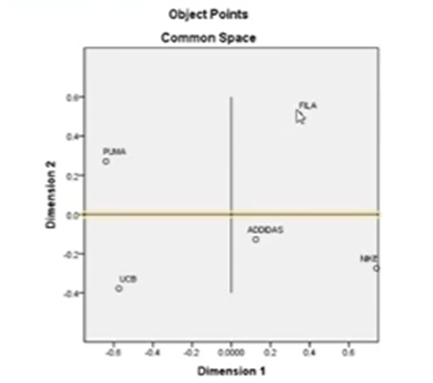 Object Points
Common Space
FILA
PUMA
ADDIDAS
NIKE
UCB
Dimension 2
0.6
0.4
0.2
0.0
-0.2
-0.4
-0.6
-0.4
-0.2
0.0000
0.2
0.4
0.6
Dimension 1